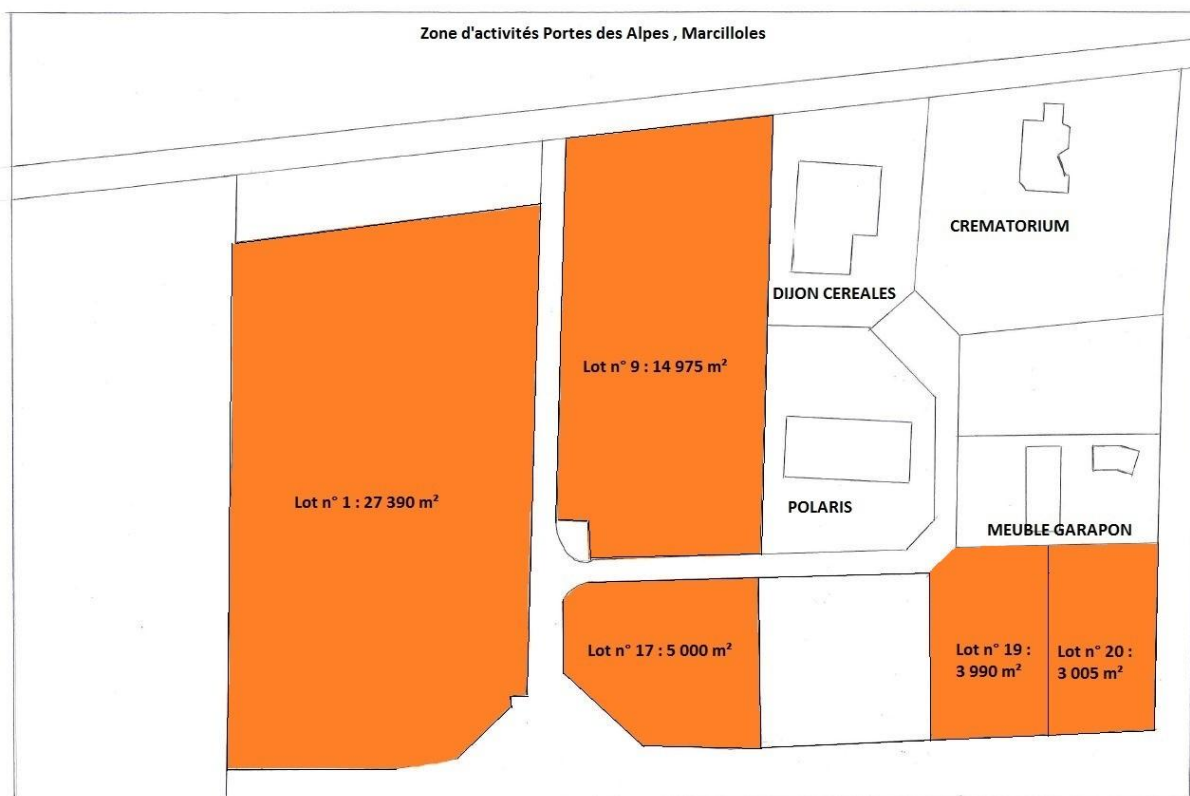 Zone d'activités Portes des Alpes , Marcilloles
CREMATORIUM
DIJON CEREALES
Lot n° 9 : 14 975 m²
Lot n° 1 : 27 390 m²
POLARIS
MEUBLE GARAPON
Lot n° 17 : 5 000 m²
Lot n° 19 :
3 990 m²
Lot n° 20 :
3 005 m²